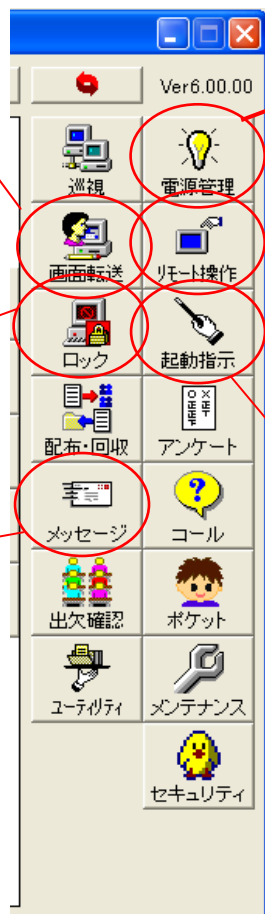 Ver6.00.00
巡視 電源管理
画面転送 リモート操作
ロック 起動指示
配布・回収 アンケート
メッセージ コール
出欠確認 ポケット
ユーティリティ メンテナンス
セキュリティ